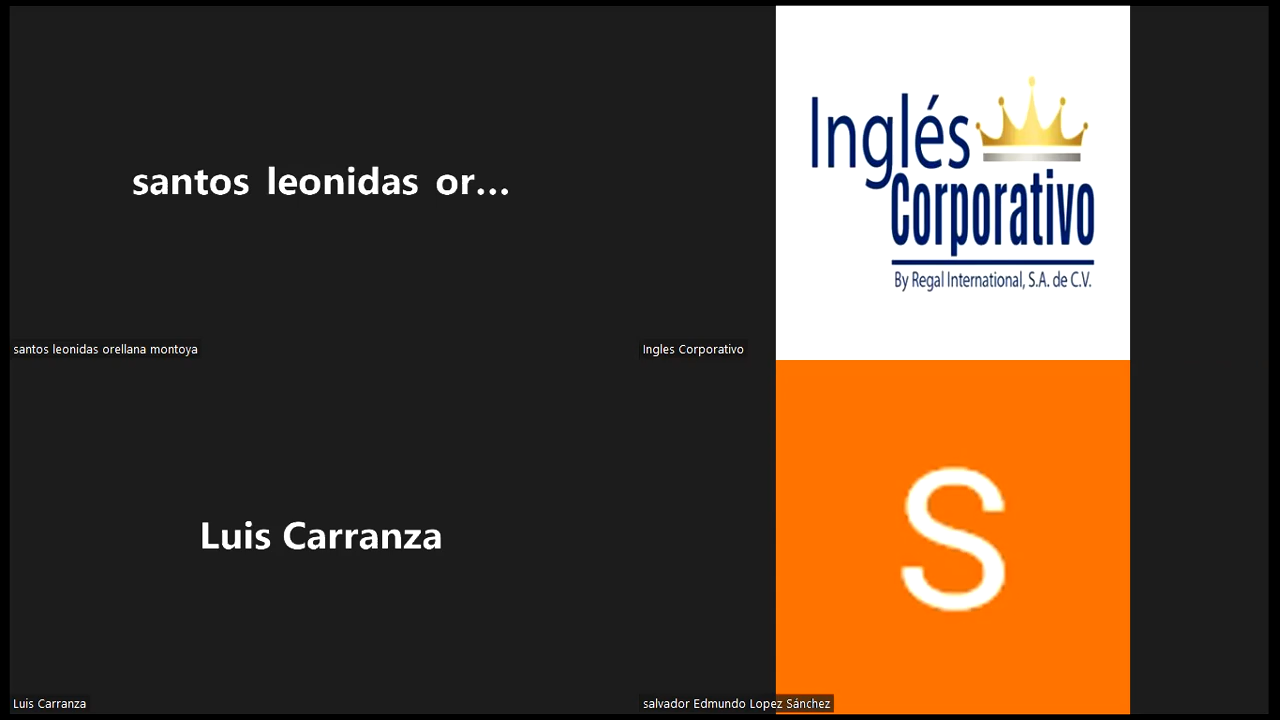 santos leonidas or...
santos leonidas orellana montoya
Inglés
Corporativo
By Regal International, S.A. de C.V.
Ingles Corporativo
Luis Carranza
Luis Carranza
S
salvador Edmundo Lopez Sánchez